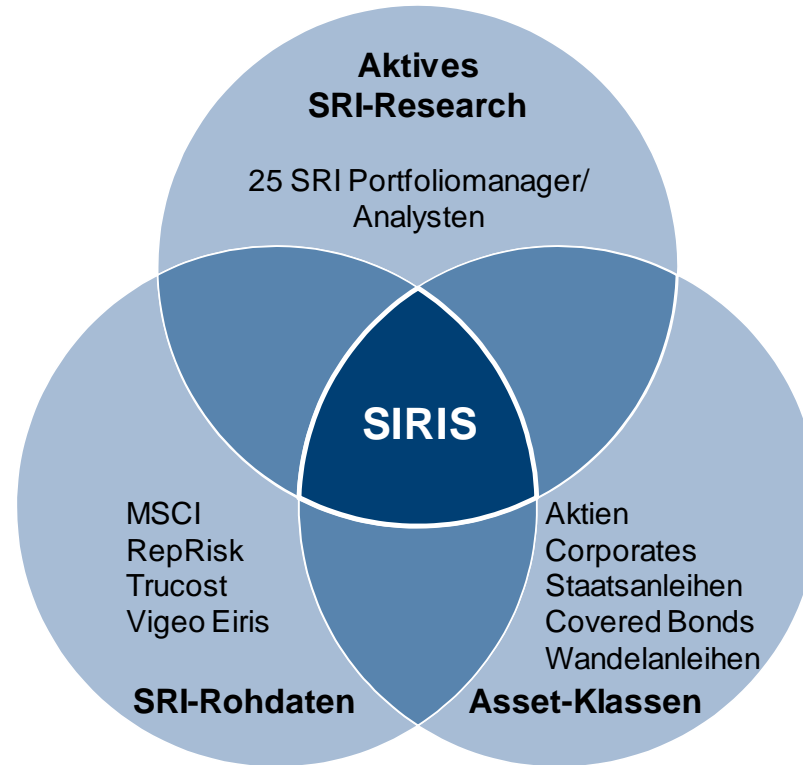 Aktives
SRI-Research
25 SRI Portfoliomanager/
Analysten
SIRIS
MSCI
RepRisk
Trucost
Vigeo Eiris
SRI-Rohdaten
Aktien
Corporates
Staatsanleihen
Covered Bonds
Wandelanleihen
Asset-Klassen